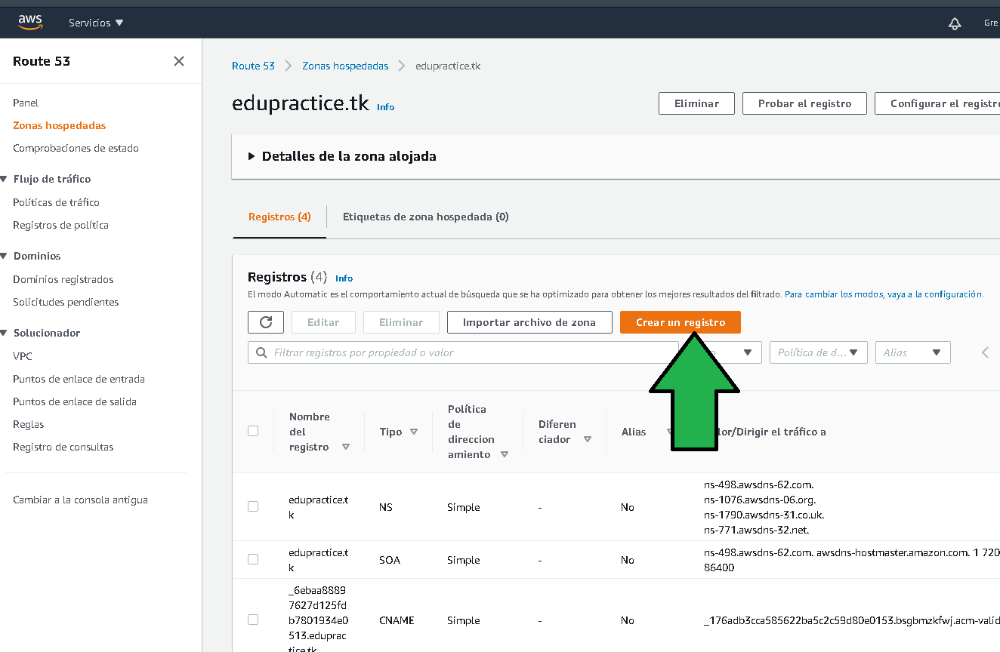 aws
Servicios
Gre
Route 53
Panel
Zonas hospedadas
Comprobaciones de estado
Flujo de tráfico
Políticas de tráfico
Registros de política
Dominios
Dominios registrados
Solicitudes pendientes
Solucionador
VPC
Puntos de enlace de entrada
Puntos de enlace de salida
Reglas
Registro de consultas
Cambiar a la consola antigua
Route 53 Zonas hospedadas edupractice.tk
edupractice.tk Info
Eliminar Probar el registro Configurar el registro
Detalles de la zona alojada
Registros (4) Etiquetas de zona hospedada (0)
Registros (4) Info
El modo Automatic es el comportamiento actual de búsqueda que se ha optimizado para obtener los mejores resultados del filtrado. Para cambiar los modos, vaya a la configuración.
Editar Eliminar Importar archivo de zona Crear un registro
Filtrar registros por propiedad o valor Política de d... Alias
Nombre
del
registro
Tipo
Política
de
direccion
amiento
Diferen
ciador
Alias
lor/Dirigir el tráfico a
edupractice.t
k
NS
Simple
-
No
ns-498.awsdns-62.com.
ns-1076.awsdns-06.org.
ns-1790.awsdns-31.co.uk.
ns-771.awsdns-32.net.
edupractice.t
k
SOA
Simple
-
No
ns-498.awsdns-62.com. awsdns-hostmaster.amazon.com. 1 720
86400
_6ebaa8889
7627d125fd
b7801934e0
513.eduprac
tice.tk
CNAME
Simple
-
No
_176adb3cca585622ba5c2c59d80e0153.bsgbmzkfwj.acm-valid